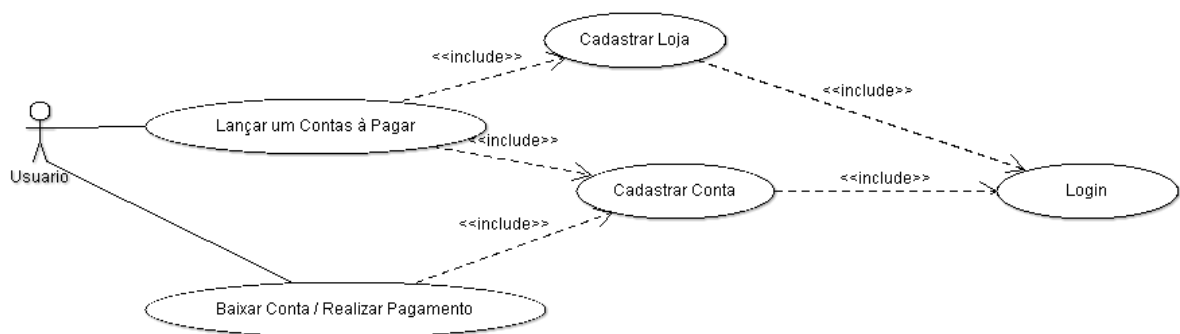 Cadastrar Loja
<<include>>
<<include>>
Lançar um Contas à Pagar
<<include>>
Usuario
<<include>>
Cadastrar Conta
Login
<<include>>
Baixar Conta / Realizar Pagamento